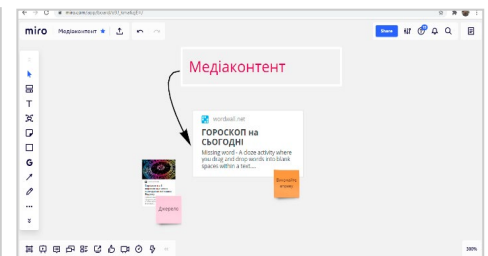 miro
Медіаконтент
Share
Медіаконтент
wordwall.net
ГОРОСКОП на
СЬОГОДНІ
Missing word - A cloze activity where
you drag and drop words into blank
spaces within a text....
Джерело